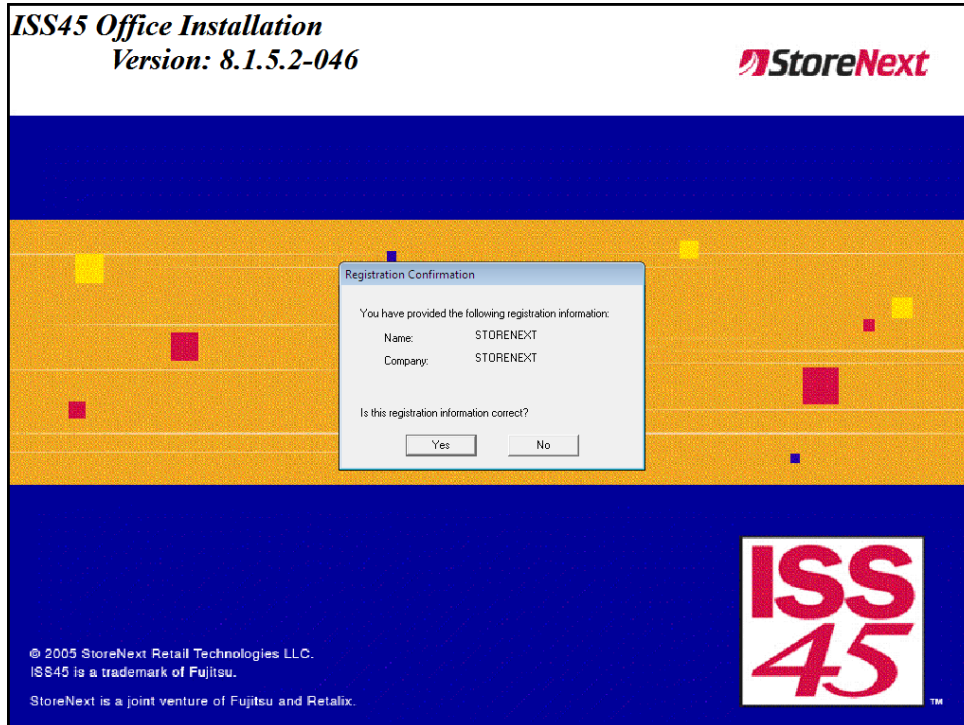 ISS45 Office Installation
Version: 8.1.5.2-046
StoreNext
Registration Confirmation
You have provided the following registration information:
Name: STORENEXT
Company: STORENEXT
Is this registration information correct?
Yes No
ISS
45
TM
© 2005 StoreNext Retail Technologies LLC.
ISS45 is a trademark of Fujitsu.
StoreNext is a joint venture of Fujitsu and Retalix.